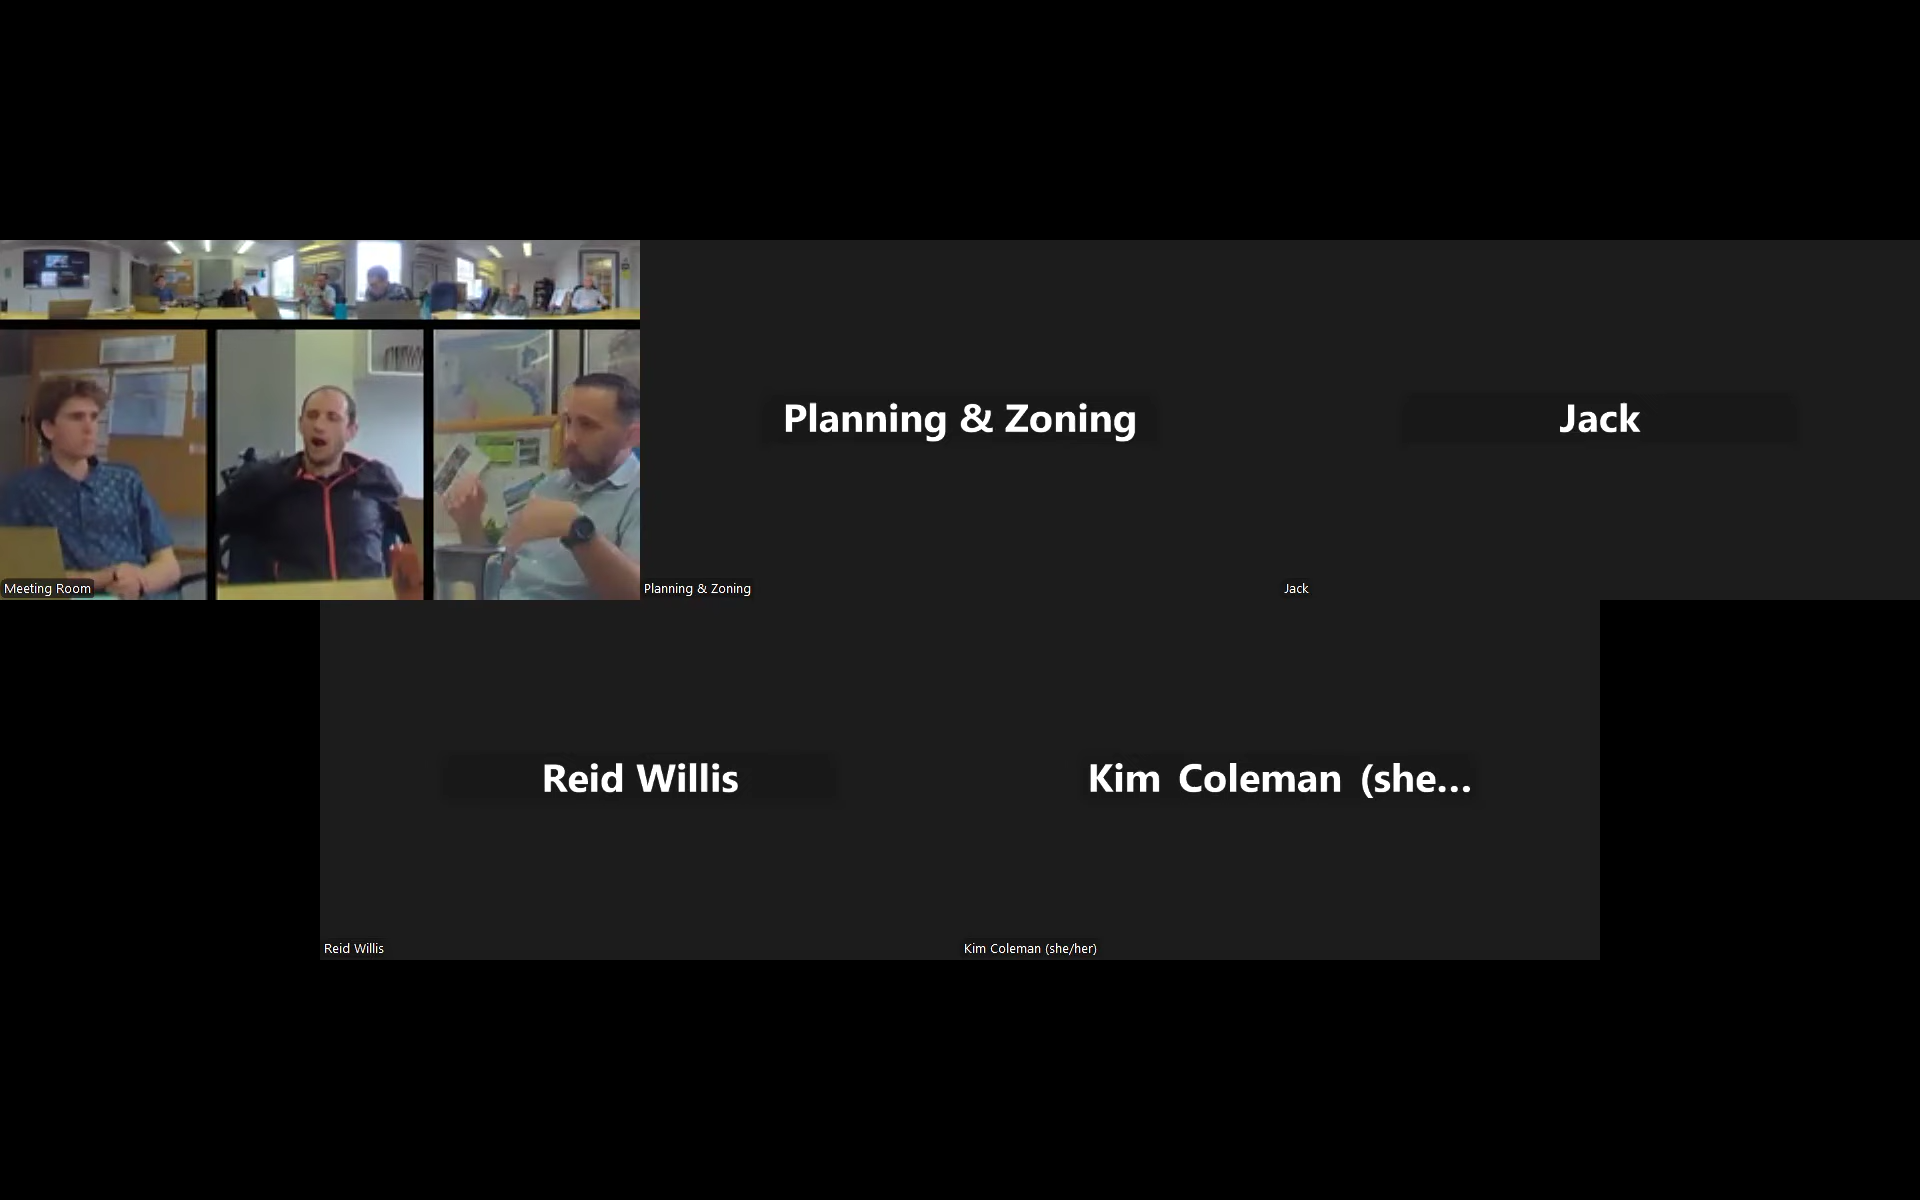 Planning & Zoning
Jack
Meeting Room
Planning & Zoning
Jack
Reid Willis
Kim Coleman (she...
Reid Willis
Kim Coleman (she/her)